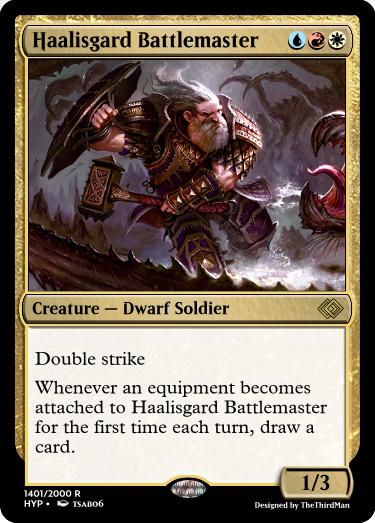 Haalisgard Battlemaster
Creature — Dwarf Soldier
Double strike
Whenever an equipment becomes
attached to Haalisgard Battlemaster
for the first time each turn, draw a
card.
1/3
1401/2000 R
HYP • TSABO6
Designed by TheThirdMan